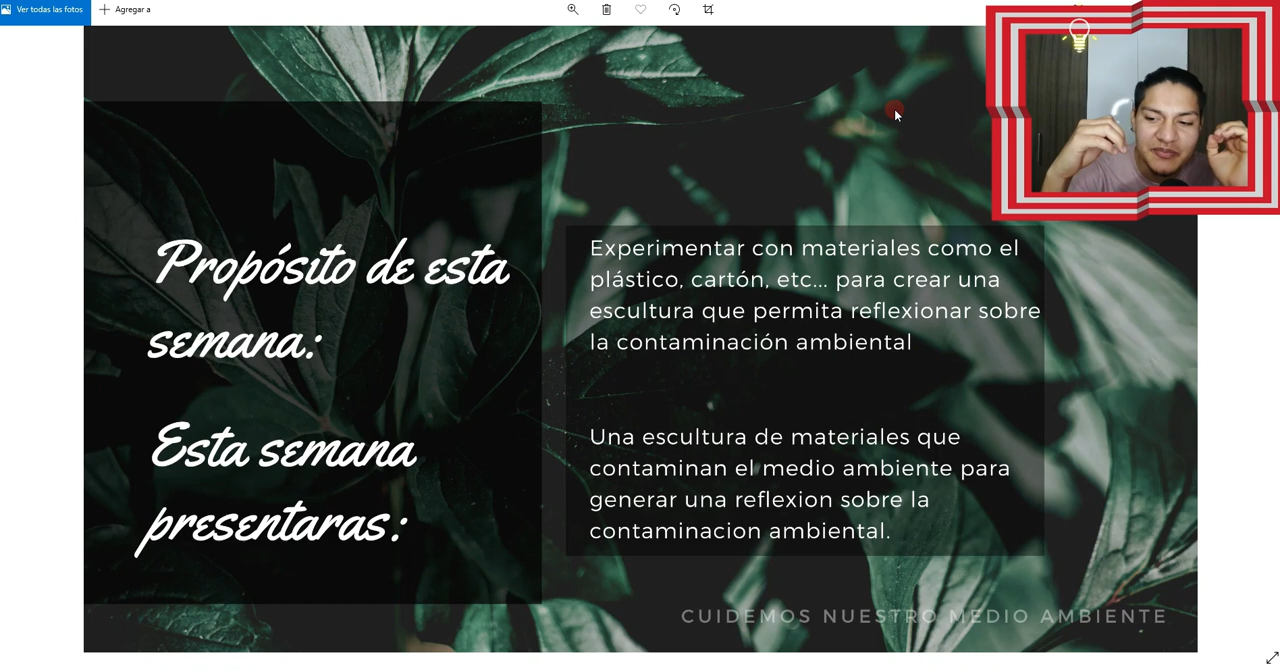 Ver todas las fotos
Agregar a
Propósito de esta
semana:
Experimentar con materiales como el
plástico, cartón, etc... para crear una
escultura que permita reflexionar sobre
la contaminación ambiental
Esta semana
presentaras:
Una escultura de materiales que
contaminan el medio ambiente para
generar una reflexion sobre la
contaminacion ambiental.
CUIDEMOS NUESTRO MEDIO AMBIENTE